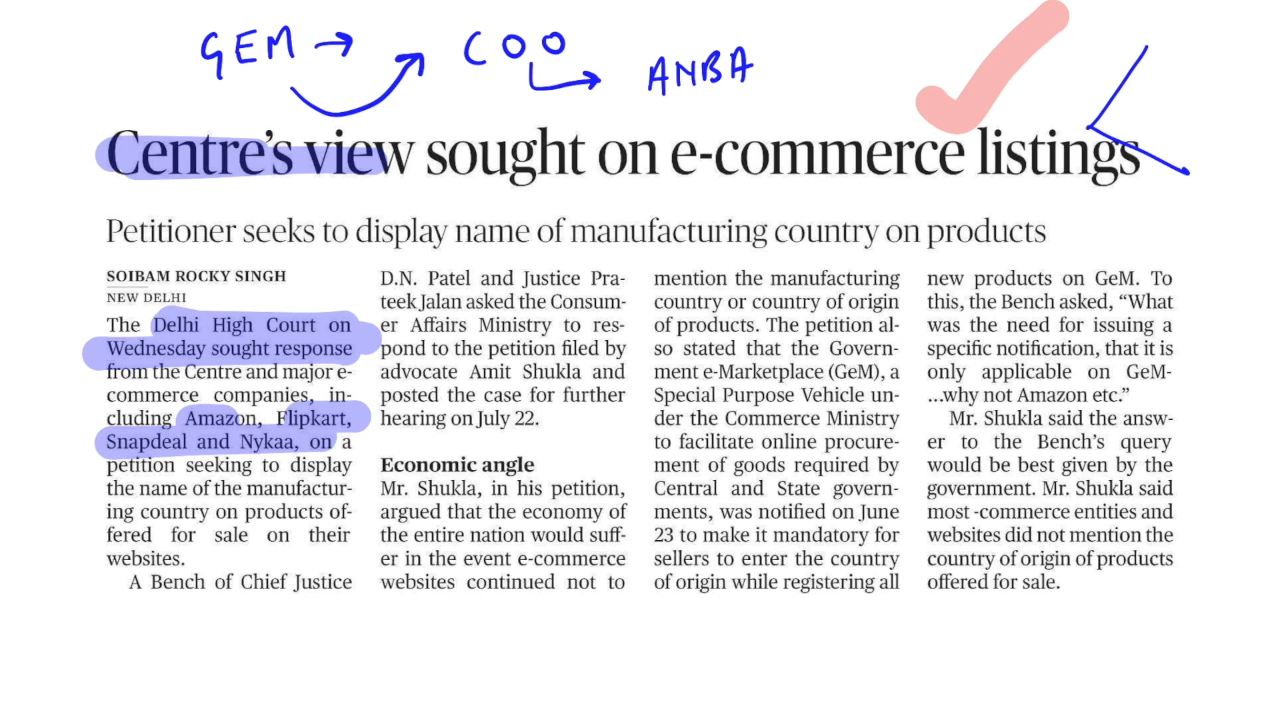 GEM → COO
ANBA
Centre's view sought on e-commerce listings
Petitioner seeks to display name of manufacturing country on products
SOIBAM ROCKY SINGH
NEW DELHI
The Delhi High Court on
Wednesday sought response
from the Centre and major e-
commerce companies, in-
cluding Amazon, Flipkart,
Snapdeal and Nykaa, on a
petition seeking to display
the name of the manufactur-
ing country on products of-
fered for sale on their
websites.
A Bench of Chief Justice
D.N. Patel and Justice Pra-
teek Jalan asked the Consum-
er Affairs Ministry to res-
pond to the petition filed by
advocate Amit Shukla and
posted the case for further
hearing on July 22.
Economic angle
Mr. Shukla, in his petition,
argued that the economy of
the entire nation would suff-
er in the event e-commerce
websites continued not to
mention the manufacturing
country or country of origin
of products. The petition al-
so stated that the Govern-
ment e-Marketplace (GeM), a
Special Purpose Vehicle un-
der the Commerce Ministry
to facilitate online procure-
ment of goods required by
Central and State govern-
ments, was notified on June
23 to make it mandatory for
sellers to enter the country
of origin while registering all
new products on GeM. To
this, the Bench asked, “What
was the need for issuing a
specific notification, that it is
only applicable on GeM-
...why not Amazon etc.”
Mr. Shukla said the answ-
er to the Bench's query
would be best given by the
government. Mr. Shukla said
most -commerce entities and
websites did not mention the
country of origin of products
offered for sale.